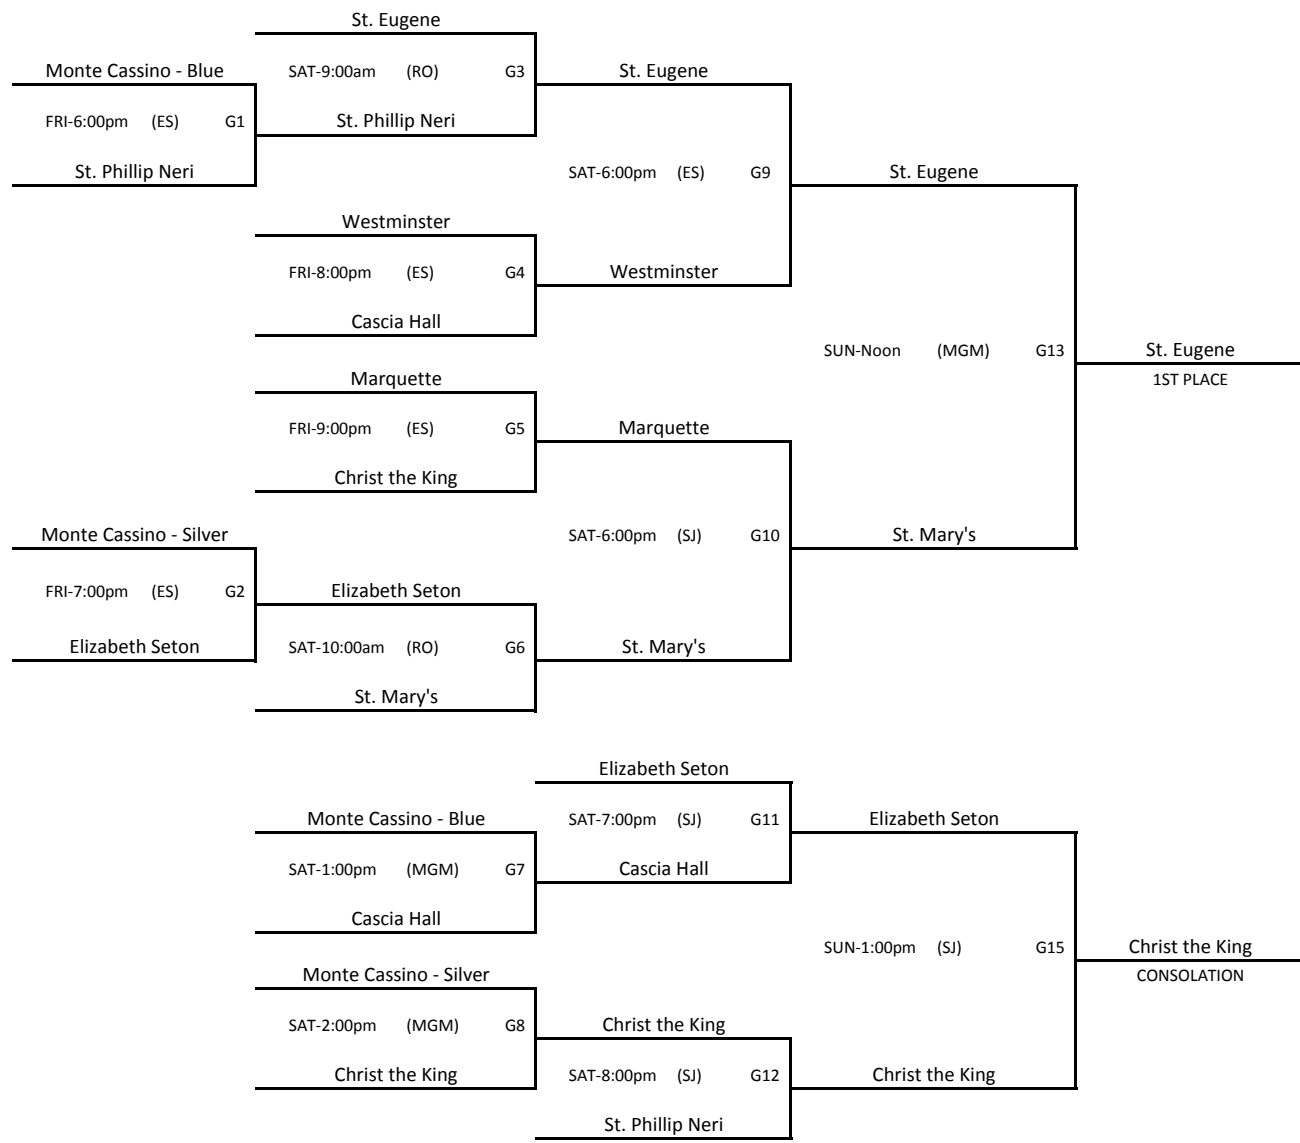 St. Eugene
Monte Cassino - Blue
SAT-9:00am (RO) G3
St. Eugene
FRI-6:00pm (ES) G1
St. Phillip Neri
St. Phillip Neri
SAT-6:00pm (ES) G9
St. Eugene
Westminster
FRI-8:00pm (ES) G4
Westminster
Cascia Hall
SUN-Noon (MGM) G13
St. Eugene
Marquette
1ST PLACE
FRI-9:00pm (ES) G5
Marquette
Christ the King
Monte Cassino - Silver
SAT-6:00pm (SJ) G10
St. Mary's
FRI-7:00pm (ES) G2
Elizabeth Seton
Elizabeth Seton
SAT-10:00am (RO) G6
St. Mary's
St. Mary's
Elizabeth Seton
Monte Cassino - Blue
SAT-7:00pm (SJ) G11
Elizabeth Seton
SAT-1:00pm (MGM) G7
Cascia Hall
Cascia Hall
SUN-1:00pm (SJ) G15
Christ the King
Monte Cassino - Silver
CONSOLATION
SAT-2:00pm (MGM) G8
Christ the King
Christ the King
SAT-8:00pm (SJ) G12
Christ the King
St. Phillip Neri